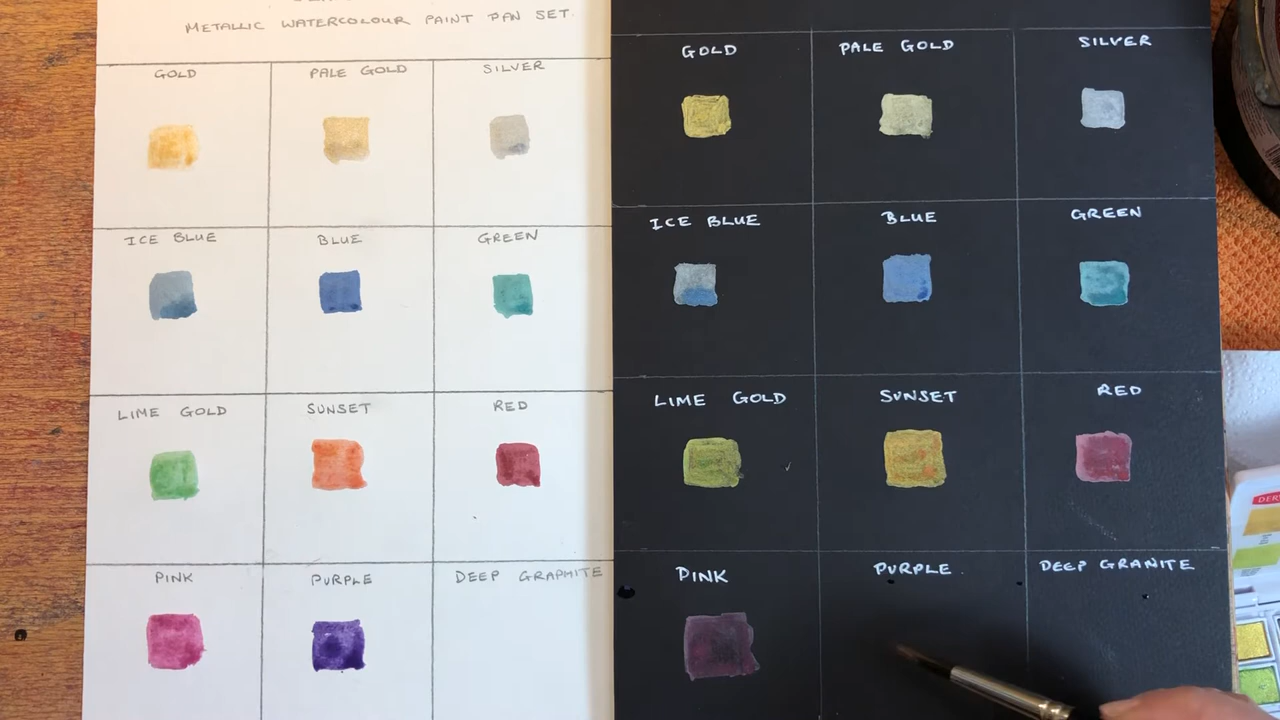 METALLIC WATERCOLOUR PAINT PAN SET.
GOLD PALE GOLD SILVER
ICE BLUE BLUE GREEN
LIME GOLD SUNSET RED
PINK PURPLE DEEP GRAPHITE
GOLD PALE GOLD SILVER
ICE BLUE BLUE GREEN
LIME GOLD SUNSET RED
PINK PURPLE. DEEP GRANITE